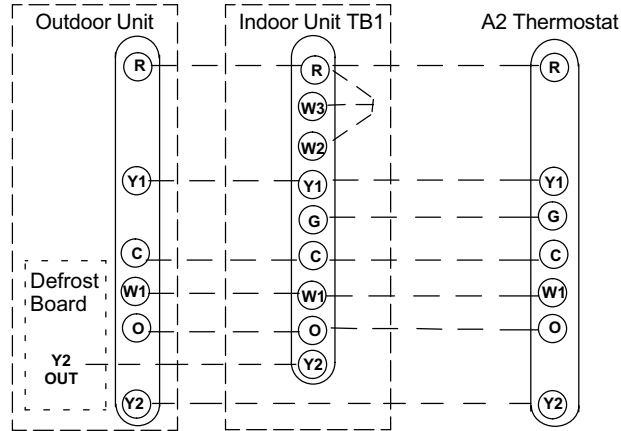 Outdoor Unit Indoor Unit TB1 A2 Thermostat
R R R
W3
W2
Y1 Y1 Y1
G G
C C C
Defrost
Board
W1 W1 W1
O O O
Y2
OUT
Y2
Y2 Y2